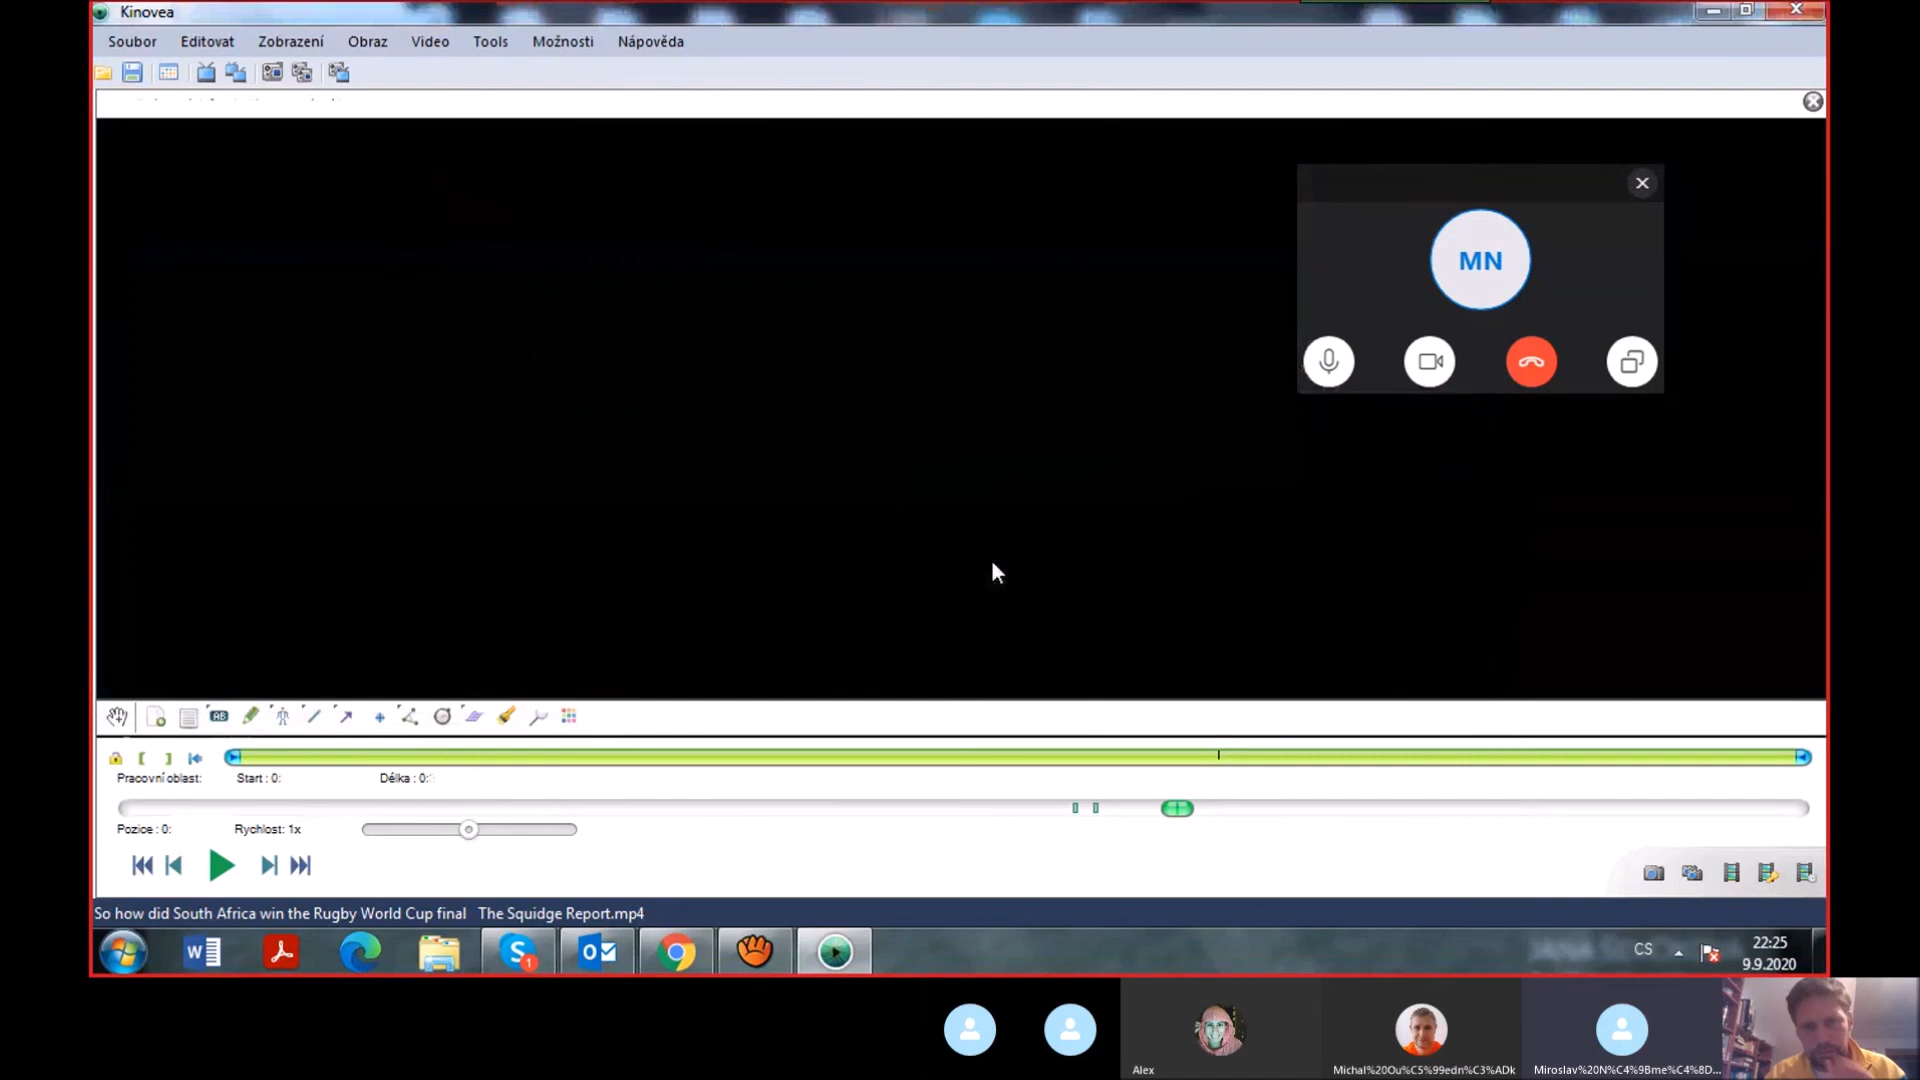 Kinovea
Soubor Editovat Zobrazení Obraz Video Tools Možnosti Nápověda
MN
AB
Pracovní oblast: Start : 0: Délka : 0:
Pozice : 0: Rychlost: 1x
So how did South Africa win the Rugby World Cup final The Squidge Report.mp4
CS
22:25
9.9.2020
Alex
Michal%20Ou%C5%99edn%C3%ADk
Miroslav%20N%C4%9Bme%C4%8D...